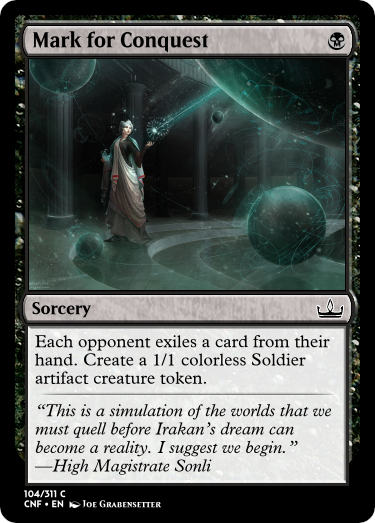 Mark for Conquest
Sorcery
Each opponent exiles a card from their
hand. Create a 1/1 colorless Soldier
artifact creature token.
“This is a simulation of the worlds that we
must quell before Irakan’s dream can
become a reality. I suggest we begin.”
—High Magistrate Sonli
104/311 C
CNF • EN Joe Grabensetter